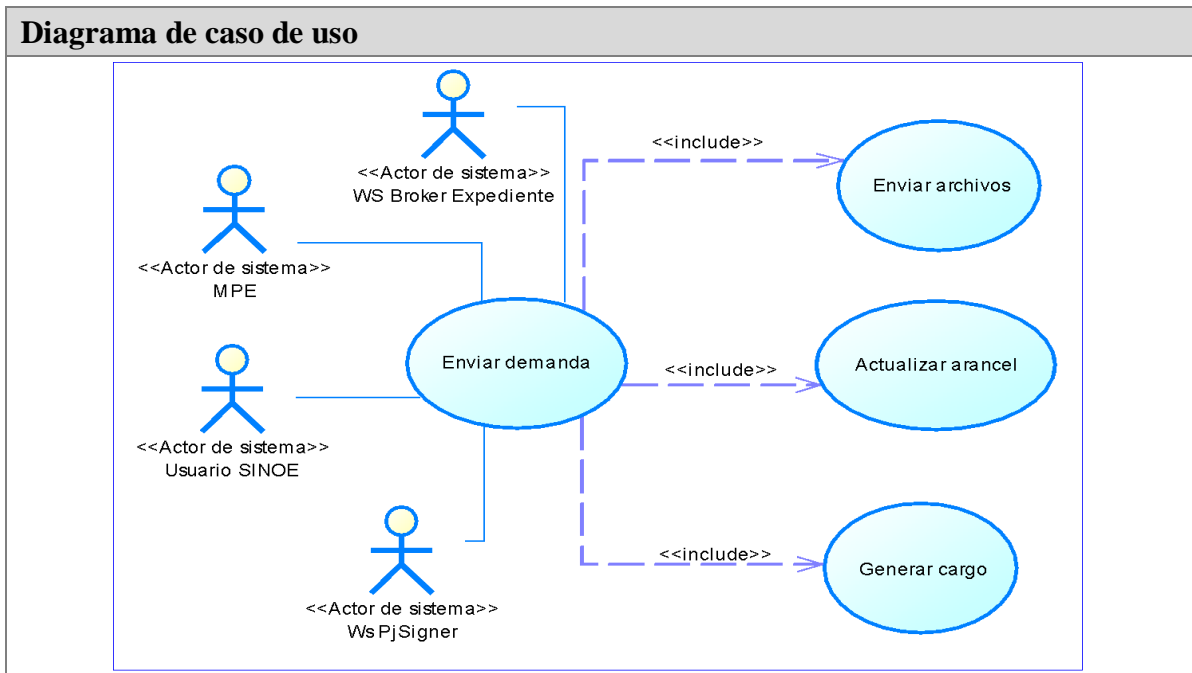 Diagrama de caso de uso
<<Actor de sistema>>
WS Broker Expediente
<<include>>
Enviar archivos
<<Actor de sistema>>
MPE
Enviar demanda
<<include>>
Actualizar arancel
<<Actor de sistema>>
Usuario SINOE
<<include>>
Generar cargo
<<Actor de sistema>>
WsPjSigner